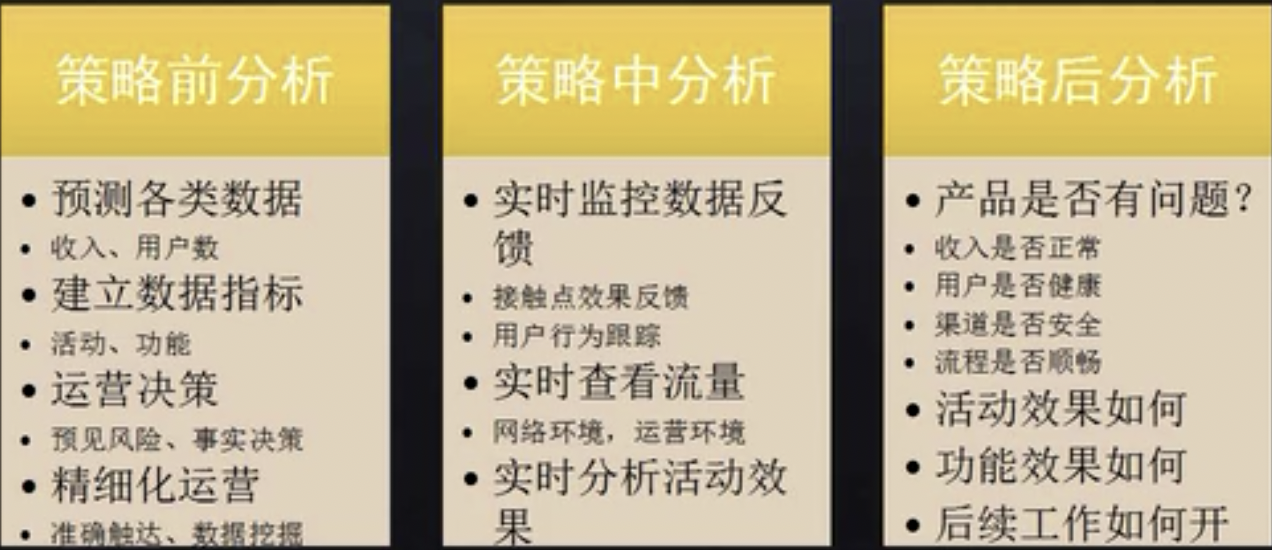 策略前分析
• 预测各类数据
• 收入、用户数
• 建立数据指标
• 活动、功能
• 运营决策
• 预见风险、事实决策
• 精细化运营
• 准确触达、数据挖掘
策略中分析
• 实时监控数据反
馈
• 接触点效果反馈
• 用户行为跟踪
• 实时查看流量
• 网络环境，运营环境
• 实时分析活动效
果
策略后分析
• 产品是否有问题？
• 收入是否正常
• 用户是否健康
• 渠道是否安全
• 流程是否顺畅
• 活动效果如何
• 功能效果如何
• 后续工作如何开